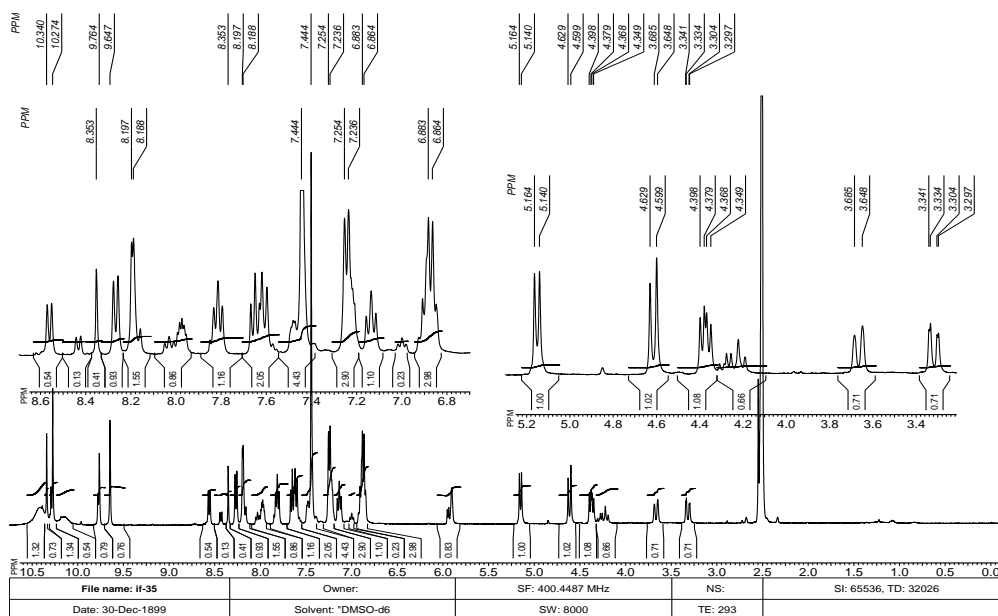 PPM
10.340 10.274 9.764 9.647 8.353 8.197 8.188 7.444 7.254 7.236 6.883 6.864 5.164 5.140 4.629 4.599 4.398 4.379 4.368 4.349 3.685 3.648 3.341 3.334 3.304 3.297
PPM
8.353 8.197 8.188 7.444 7.254 7.236 6.883 6.864
PPM
5.164 5.140 4.629 4.599 4.398 4.379 4.368 4.349 3.685 3.648 3.341 3.334 3.304 3.297
0.54 0.13 0.41 0.93 1.55 0.86 1.16 2.05 4.43 2.90 1.10 0.23 2.98
PPM
8.6 8.4 8.2 8.0 7.8 7.6 7.4 7.2 7.0 6.8
1.00 1.02 1.08 0.66 0.71 0.71
PPM
5.2 5.0 4.8 4.6 4.4 4.2 4.0 3.8 3.6 3.4
1.32 0.73 1.34 0.54 0.79 0.76 0.54 0.13 0.41 0.93 1.55 0.86 1.16 2.05 4.43 2.90 1.10 0.23 2.98 0.83 1.00 1.02 1.08 0.66 0.71 0.71
PPM
10.5 10.0 9.5 9.0 8.5 8.0 7.5 7.0 6.5 6.0 5.5 5.0 4.5 4.0 3.5 3.0 2.5 2.0 1.5 1.0 0.5 0.0
File name: if-35 Owner: SF: 400.4487 MHz NS: SI: 65536, TD: 32026
Date: 30-Dec-1899 Solvent: "DMSO-d6 SW: 8000 TE: 293